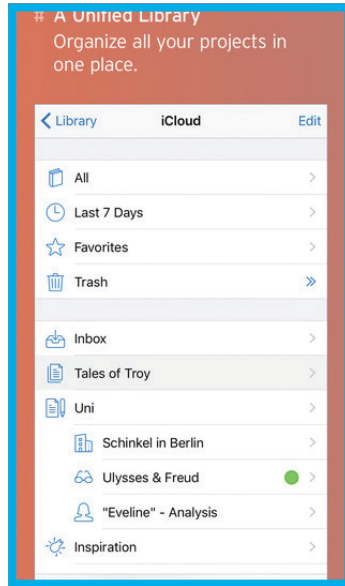 # A Unified Library
Organize all your projects in
one place.
Library iCloud Edit
All
Last 7 Days
Favorites
Trash
Inbox
Tales of Troy
Uni
Schinkel in Berlin
Ulysses & Freud
"Eveline" - Analysis
Inspiration